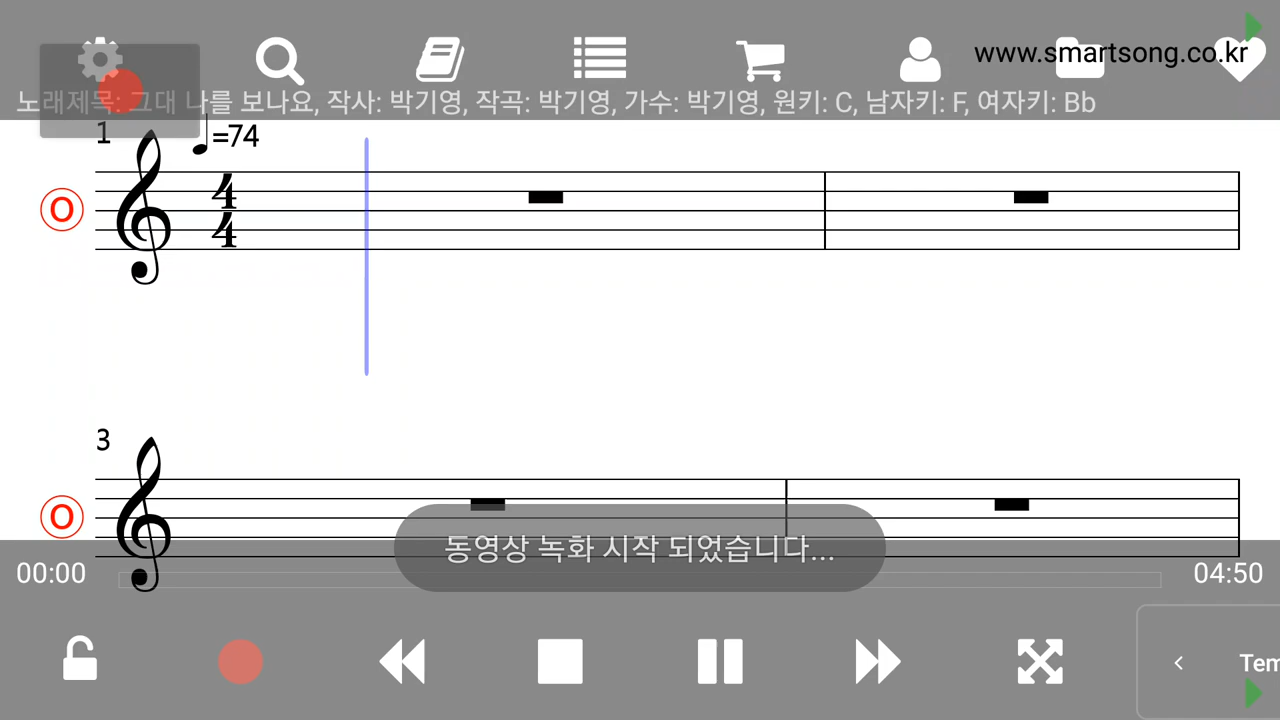 www.smartsong.co.kr
노래제목: 그대 나를 보나요, 작사: 박기영, 작곡: 박기영, 가수: 박기영, 원키: C, 남자키: F, 여자키: Bb
1
=74
4
4
O
3
O
동영상 녹화 시작 되었습니다...
00:00
04:50
Tem